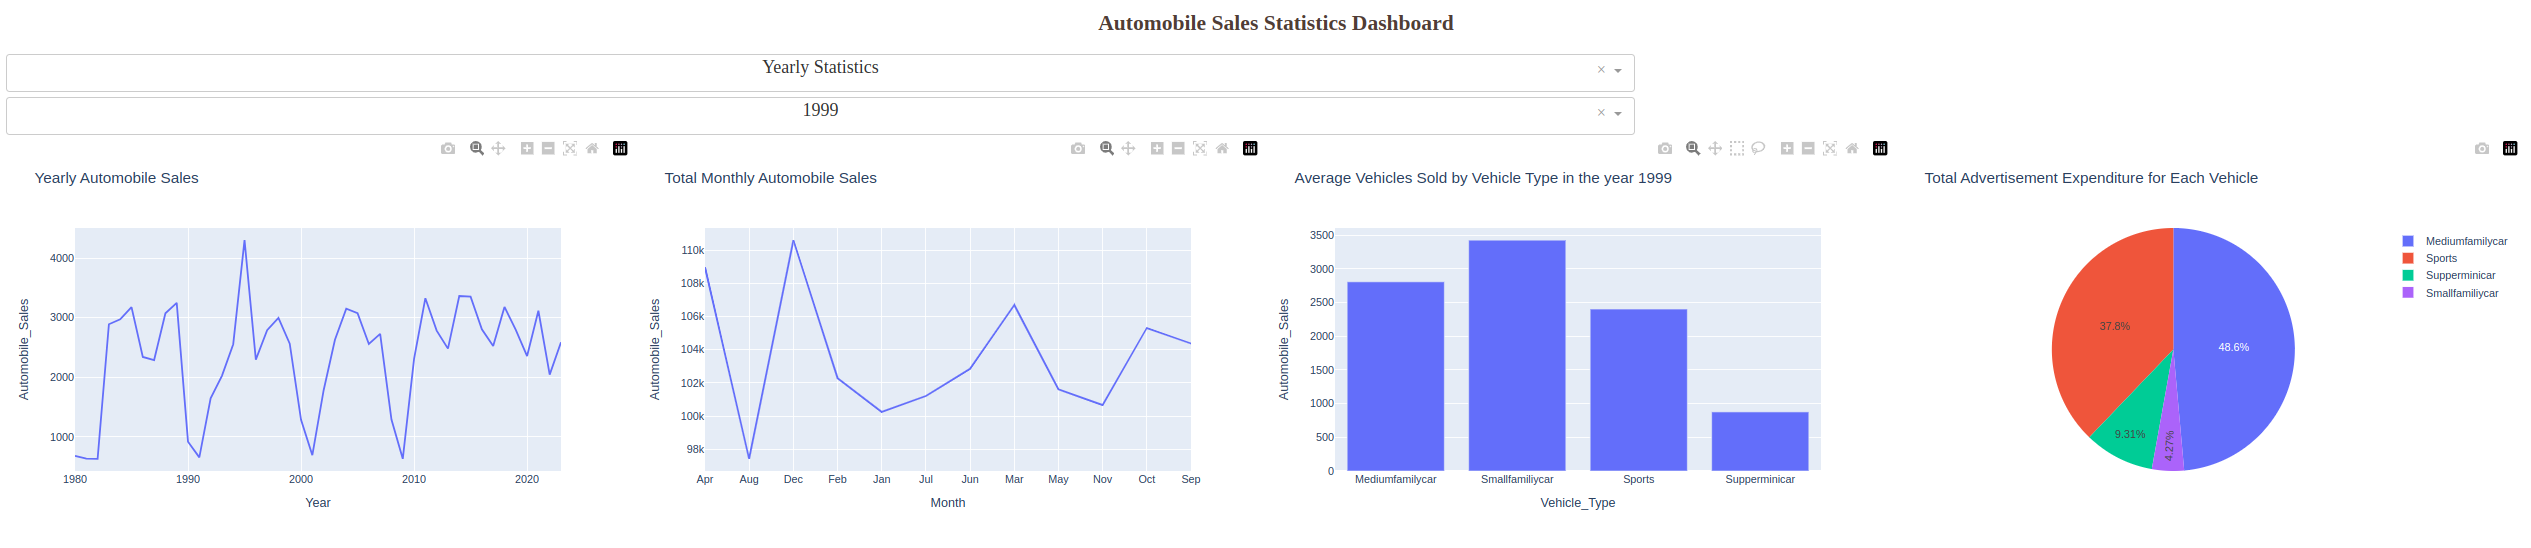 Automobile Sales Statistics Dashboard
Yearly Statistics
×
1999
×
Yearly Automobile Sales
4000
3000
2000
1000
Automobile_Sales
1980 1990 2000 2010 2020
Year
Total Monthly Automobile Sales
110k
108k
106k
104k
102k
100k
98k
Automobile_Sales
Apr Aug Dec Feb Jan Jul Jun Mar May Nov Oct Sep
Month
Average Vehicles Sold by Vehicle Type in the year 1999
3500
3000
2500
2000
1500
1000
500
0
Automobile_Sales
Mediumfamilycar Smallfamiliycar Sports Supperminicar
Vehicle_Type
Total Advertisement Expenditure for Each Vehicle
37.8%
48.6%
9.31%
4.27%
Mediumfamilycar
Sports
Supperminicar
Smallfamiliycar